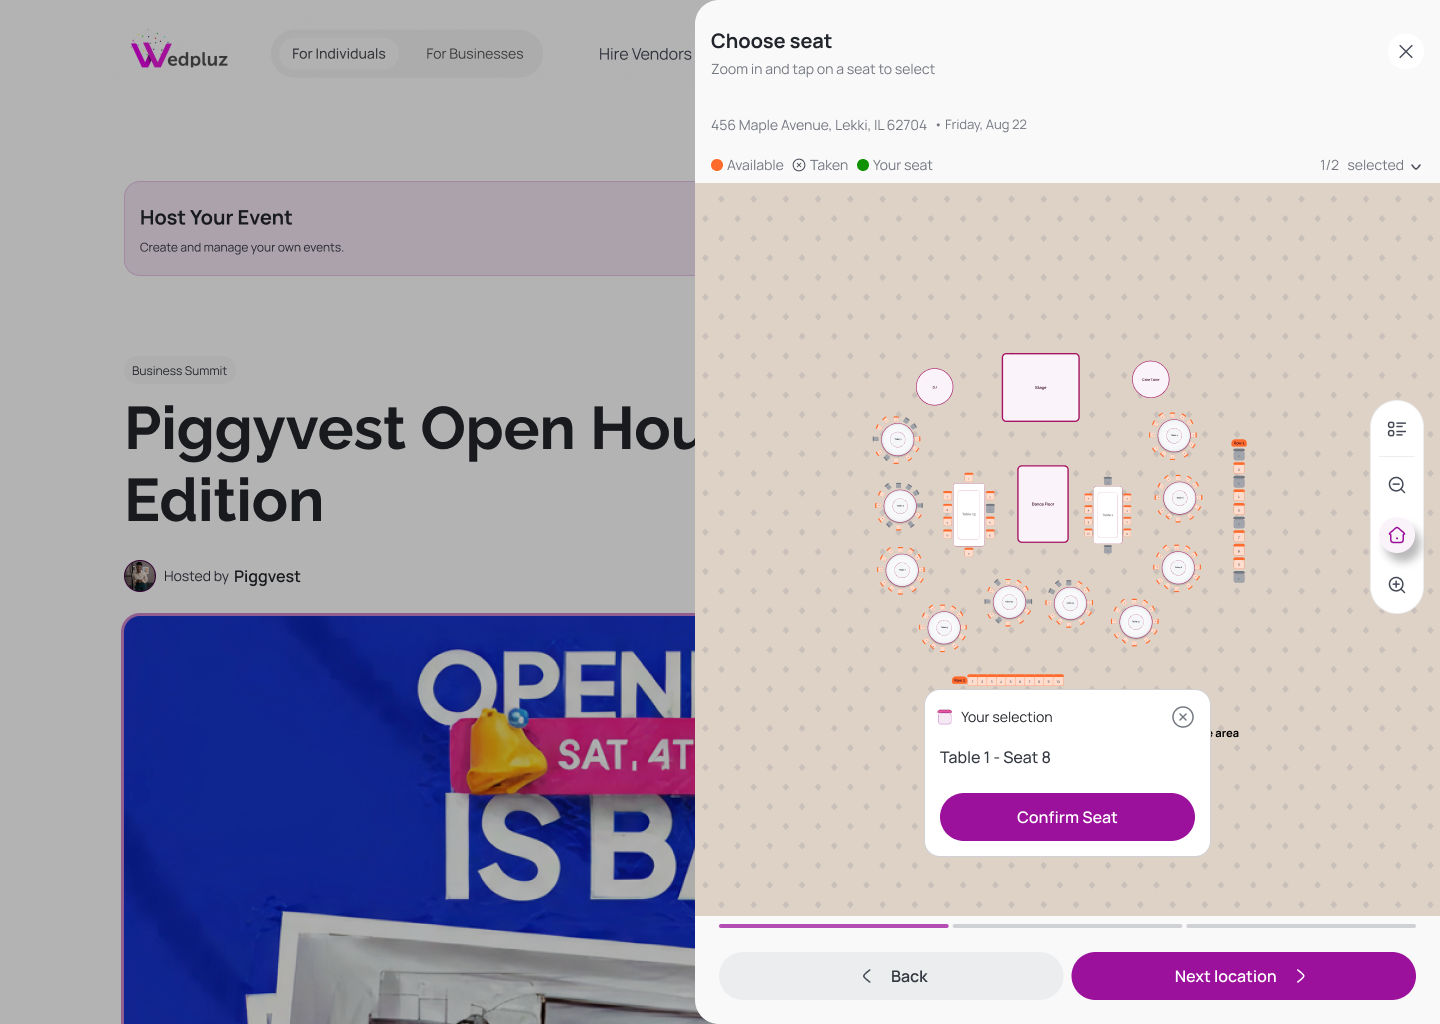 Wedpluz
For Individuals
For Businesses
Hire Vendors
Host Your Event
Create and manage your own events.
Business Summit
Piggyvest Open Hou
Edition
Hosted by Piggvest
OPENI
SAT, 4T
IS BA
Choose seat
Zoom in and tap on a seat to select
456 Maple Avenue, Lekki, IL 62704 • Friday, Aug 22
Available
Taken
Your seat
1/2 selected
Stage
Dance Floor
e area
Your selection
Table 1 - Seat 8
Confirm Seat
Back
Next location